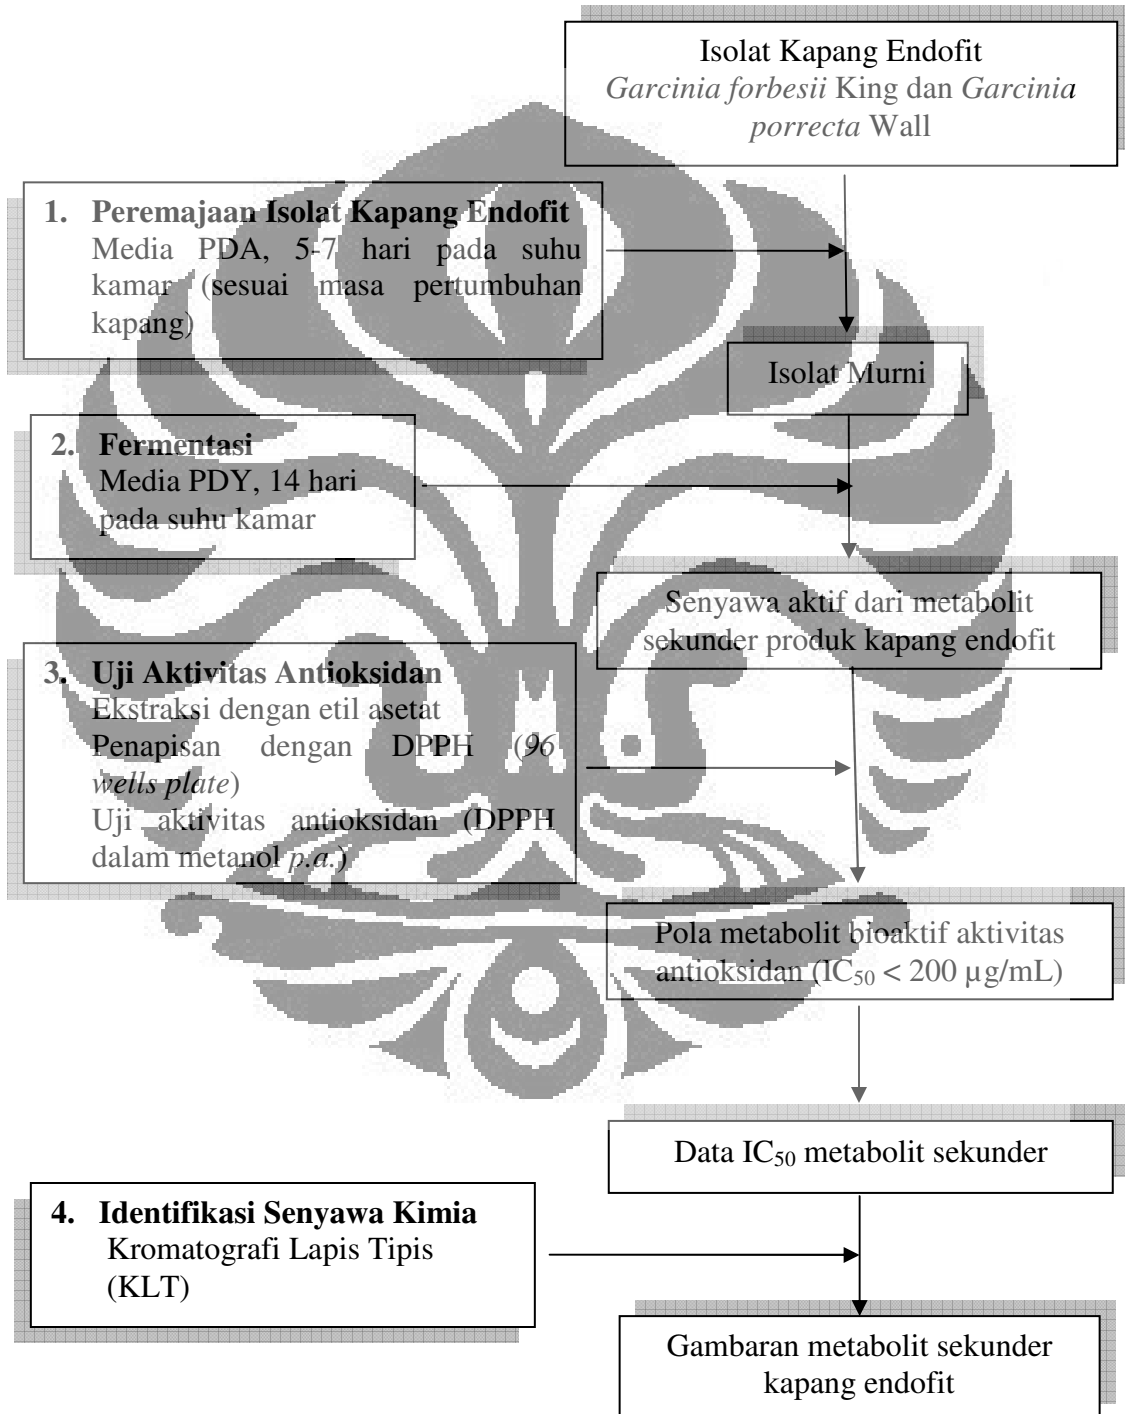 Isolat Kapang Endofit
Garcinia forbesii King dan Garcinia
porrecta Wall
1. Peremajaan Isolat Kapang Endofit
Media PDA, 5-7 hari pada suhu
kamar (sesuai masa pertumbuhan
kapang)
Isolat Murni
2. Fermentasi
Media PDY, 14 hari
pada suhu kamar
Senyawa aktif dari metabolit
sekunder produk kapang endofit
3. Uji Aktivitas Antioksidan
Ekstraksi dengan etil asetat
Penapisan dengan DPPH (96
wells plate)
Uji aktivitas antioksidan (DPPH
dalam metanol p.a.)
Pola metabolit bioaktif aktivitas
antioksidan (IC50 < 200 µg/mL)
Data IC50 metabolit sekunder
4. Identifikasi Senyawa Kimia
Kromatografi Lapis Tipis
(KLT)
Gambaran metabolit sekunder
kapang endofit